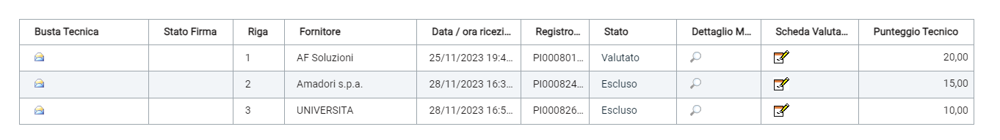 Busta Tecnica Stato Firma Riga Fornitore Data / ora ricezi... Registro... Stato Dettaglio M... Scheda Valuta... Punteggio Tecnico
1 AF Soluzioni 25/11/2023 19:4... PI000801... Valutato 20,00
2 Amadori s.p.a. 28/11/2023 16:3... PI000824... Escluso 15,00
3 UNIVERSITA 28/11/2023 16:5... PI000826... Escluso 10,00